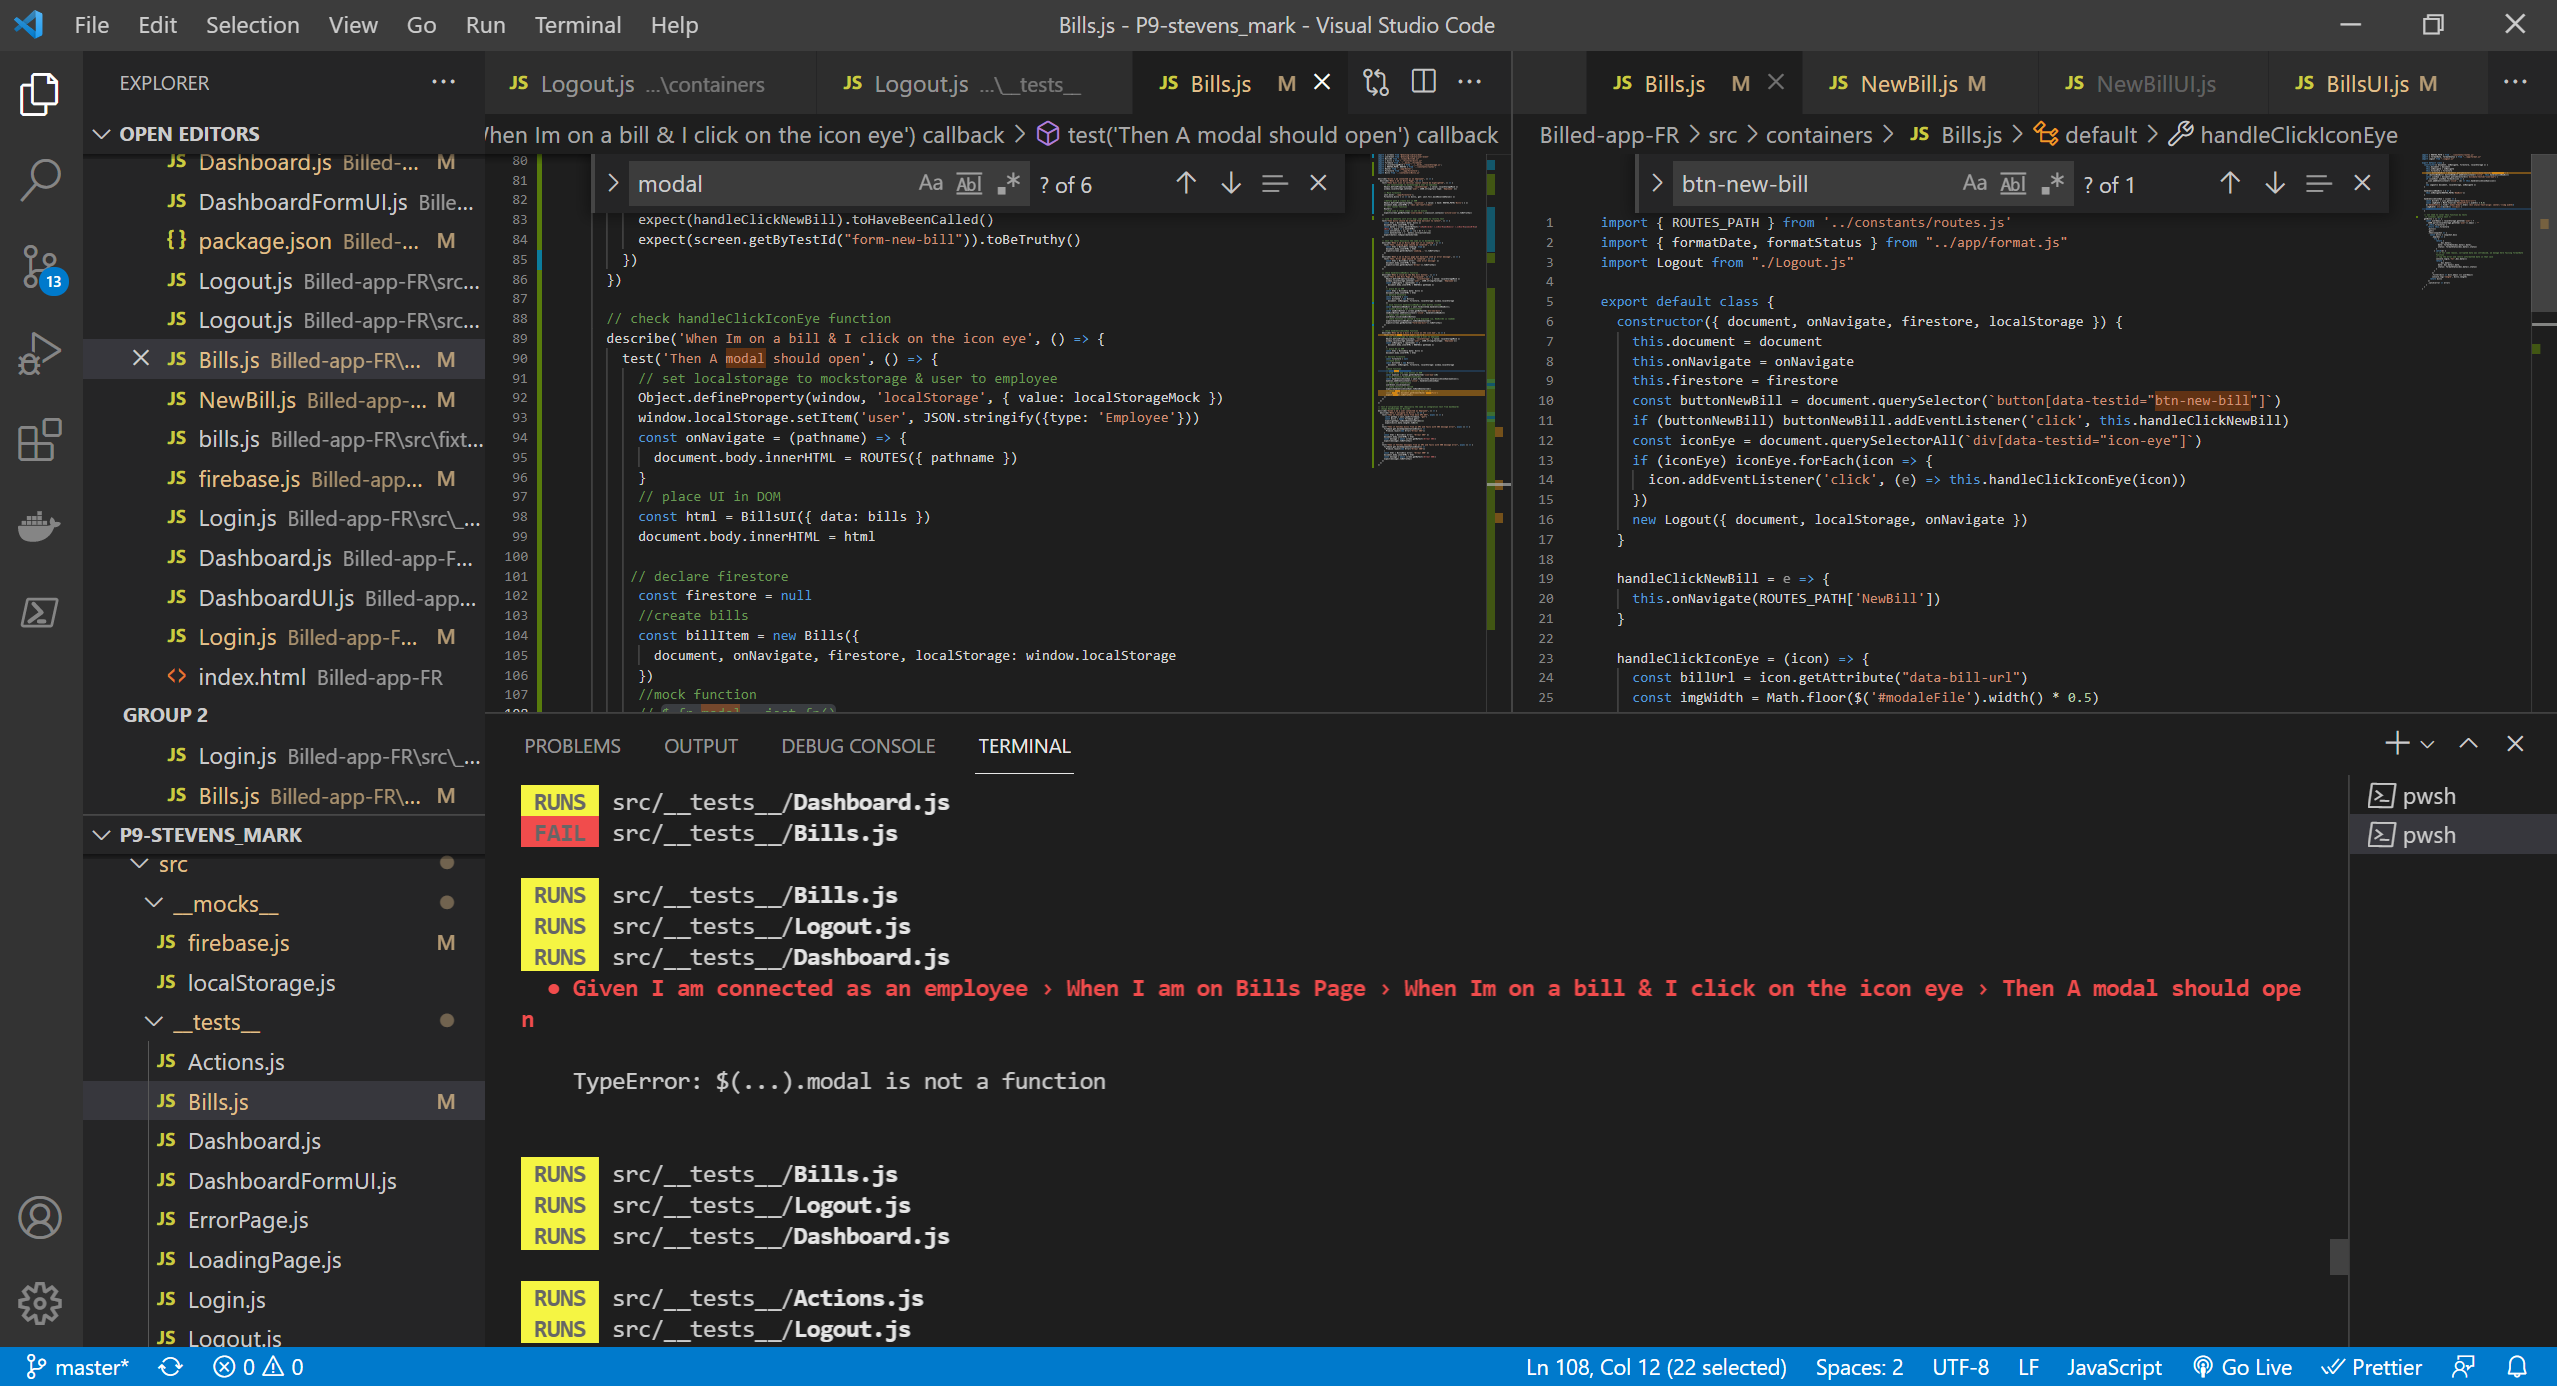 File Edit Selection View Go Run Terminal Help
Bills.js - P9-stevens_mark - Visual Studio Code
EXPLORER
OPEN EDITORS
JS Dashboard.js Billed-... M
JS DashboardFormUI.js Bille...
{} package.json Billed-... M
JS Logout.js Billed-app-FR\src...
JS Logout.js Billed-app-FR\src...
JS Bills.js Billed-app-FR\... M
JS NewBill.js Billed-app-... M
JS bills.js Billed-app-FR\src\fixt...
JS firebase.js Billed-app... M
JS Login.js Billed-app-FR\src\_...
JS Dashboard.js Billed-app-F...
JS DashboardUI.js Billed-app...
JS Login.js Billed-app-F... M
<> index.html Billed-app-FR
GROUP 2
JS Login.js Billed-app-FR\src\_...
JS Bills.js Billed-app-FR\... M
13
P9-STEVENS_MARK
src
__mocks__
JS firebase.js M
JS localStorage.js
__tests__
JS Actions.js
JS Bills.js M
JS Dashboard.js
JS DashboardFormUI.js
JS ErrorPage.js
JS LoadingPage.js
JS Login.js
JS Logout.js
JS Logout.js ...\containers JS Logout.js ...\__tests__ JS Bills.js M
When Im on a bill & I click on the icon eye') callback > test('Then A modal should open') callback
modal Aa Abl .* ? of 6
80
81
82
83 expect(handleClickNewBill).toHaveBeenCalled()
84 expect(screen.getByTestId("form-new-bill")).toBeTruthy()
85 })
86 })
87
88 // check handleClickIconEye function
89 describe('When Im on a bill & I click on the icon eye', () => {
90 test('Then A modal should open', () => {
91 // set localstorage to mockstorage & user to employee
92 Object.defineProperty(window, 'localStorage', { value: localStorageMock })
93 window.localStorage.setItem('user', JSON.stringify({type: 'Employee'}))
94 const onNavigate = (pathname) => {
95 document.body.innerHTML = ROUTES({ pathname })
96 }
97 // place UI in DOM
98 const html = BillsUI({ data: bills })
99 document.body.innerHTML = html
100
101 // declare firestore
102 const firestore = null
103 //create bills
104 const billItem = new Bills({
105 document, onNavigate, firestore, localStorage: window.localStorage
106 })
107 //mock function
108 // $.fn.modal = jest.fn()
JS Bills.js M JS NewBill.js M JS NewBillUI.js JS BillsUI.js M
Billed-app-FR > src > containers > JS Bills.js > default > handleClickIconEye
btn-new-bill Aa Abl .* ? of 1
1 import { ROUTES_PATH } from '../constants/routes.js'
2 import { formatDate, formatStatus } from "../app/format.js"
3 import Logout from "./Logout.js"
4
5 export default class {
6 constructor({ document, onNavigate, firestore, localStorage }) {
7 this.document = document
8 this.onNavigate = onNavigate
9 this.firestore = firestore
10 const buttonNewBill = document.querySelector(`button[data-testid="btn-new-bill"]`)
11 if (buttonNewBill) buttonNewBill.addEventListener('click', this.handleClickNewBill)
12 const iconEye = document.querySelectorAll(`div[data-testid="icon-eye"]`)
13 if (iconEye) iconEye.forEach(icon => {
14 icon.addEventListener('click', (e) => this.handleClickIconEye(icon))
15 })
16 new Logout({ document, localStorage, onNavigate })
17 }
18
19 handleClickNewBill = e => {
20 this.onNavigate(ROUTES_PATH['NewBill'])
21 }
22
23 handleClickIconEye = (icon) => {
24 const billUrl = icon.getAttribute("data-bill-url")
25 const imgWidth = Math.floor($('#modaleFile').width() * 0.5)
PROBLEMS OUTPUT DEBUG CONSOLE TERMINAL
RUNS src/__tests__/Dashboard.js
FAIL src/__tests__/Bills.js
RUNS src/__tests__/Bills.js
RUNS src/__tests__/Logout.js
RUNS src/__tests__/Dashboard.js
● Given I am connected as an employee › When I am on Bills Page › When Im on a bill & I click on the icon eye › Then A modal should ope
n
TypeError: $(...).modal is not a function
RUNS src/__tests__/Bills.js
RUNS src/__tests__/Logout.js
RUNS src/__tests__/Dashboard.js
RUNS src/__tests__/Actions.js
RUNS src/__tests__/Logout.js
pwsh
pwsh
master* 0 0
Ln 108, Col 12 (22 selected) Spaces: 2 UTF-8 LF JavaScript Go Live Prettier